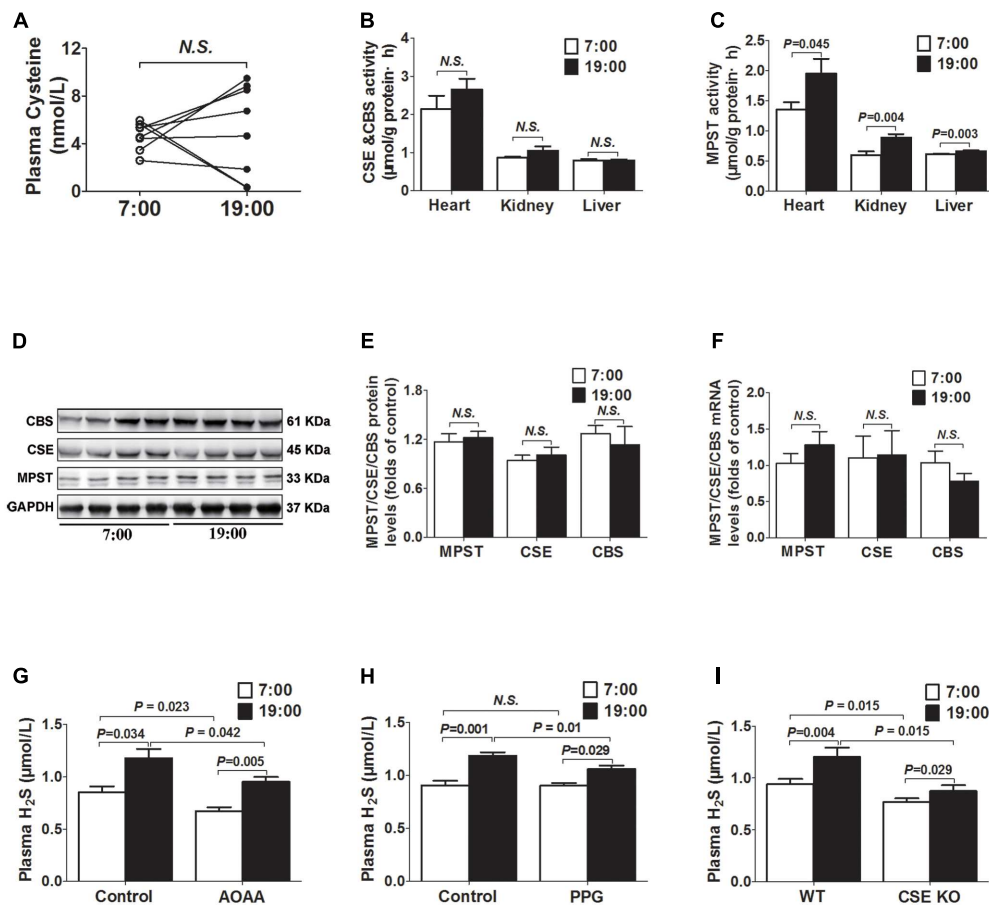 A
N.S.
Plasma Cysteine
(nmol/L)
12
8
4
0
7:00 19:00
B
7:00
19:00
CSE &CBS activity
(μmol/g protein· h)
4
3
2
1
0
N.S.
N.S.
N.S.
Heart Kidney Liver
C
7:00
19:00
MPST activity
(μmol/g protein· h)
2.5
2.0
1.5
1.0
0.5
0.0
P=0.045
P=0.004
P=0.003
Heart Kidney Liver
D
CBS 61 KDa
CSE 45 KDa
MPST 33 KDa
GAPDH 37 KDa
7:00 19:00
E
7:00
19:00
MPST/CSE/CBS protein
levels (folds of control)
1.8
1.2
0.6
0.0
N.S.
N.S.
N.S.
MPST CSE CBS
F
7:00
19:00
MPST/CSE/CBS mRNA
levels (folds of control)
2.0
1.5
1.0
0.5
0.0
N.S.
N.S.
N.S.
MPST CSE CBS
G
7:00
19:00
Plasma H₂S (μmol/L)
1.5
1.0
0.5
0.0
P = 0.023
P=0.034
P = 0.042
P=0.005
Control AOAA
H
7:00
19:00
Plasma H₂S (μmol/L)
1.5
1.0
0.5
0.0
N.S.
P=0.001
P = 0.01
P=0.029
Control PPG
I
7:00
19:00
Plasma H₂S (μmol/L)
1.5
1.0
0.5
0.0
P = 0.015
P=0.004
P = 0.015
P=0.029
WT CSE KO